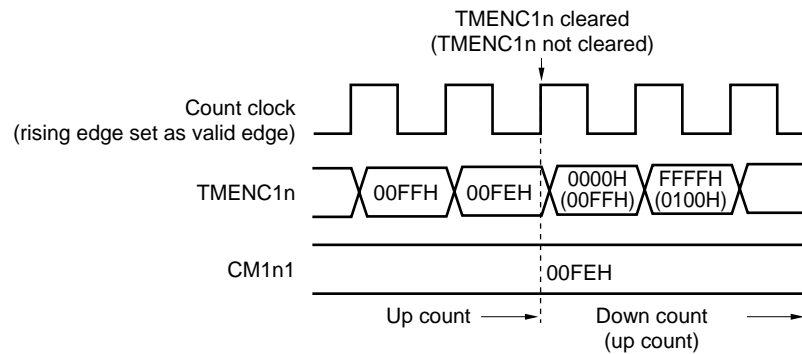 TMENC1n cleared
(TMENC1n not cleared)
Count clock
(rising edge set as valid edge)
TMENC1n
00FFH
00FEH
0000H
(00FFH)
FFFFH
(0100H)
CM1n1
00FEH
Up count
Down count
(up count)